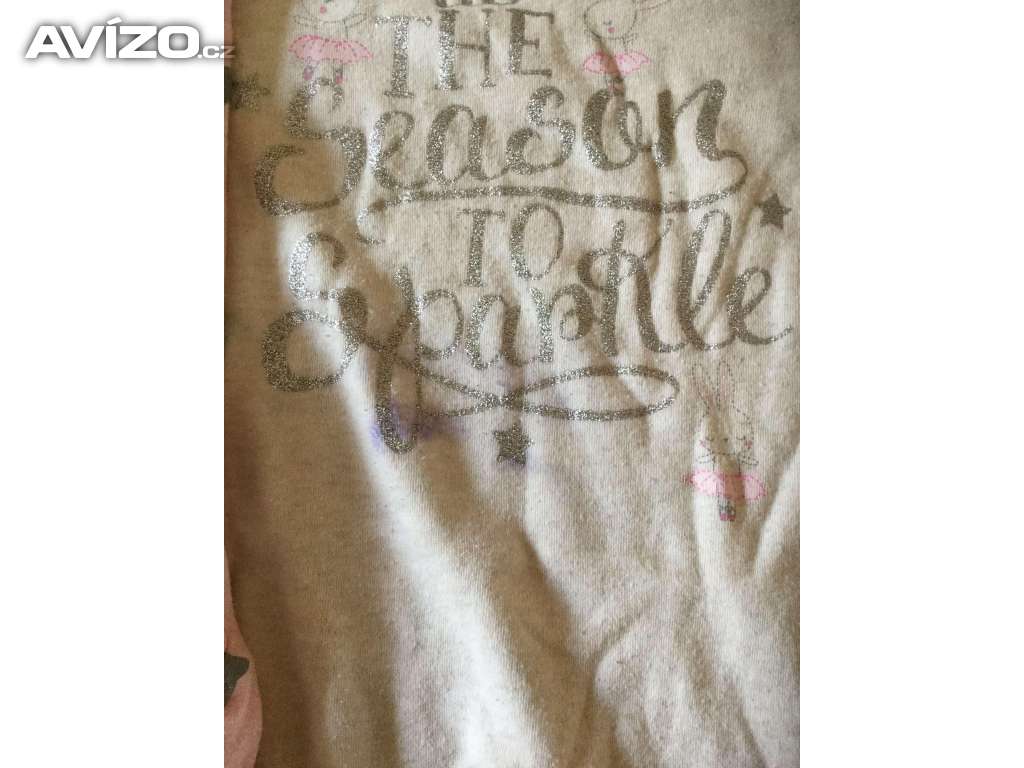 AVÍZO.cz
THE
Season
TO
Sparkle